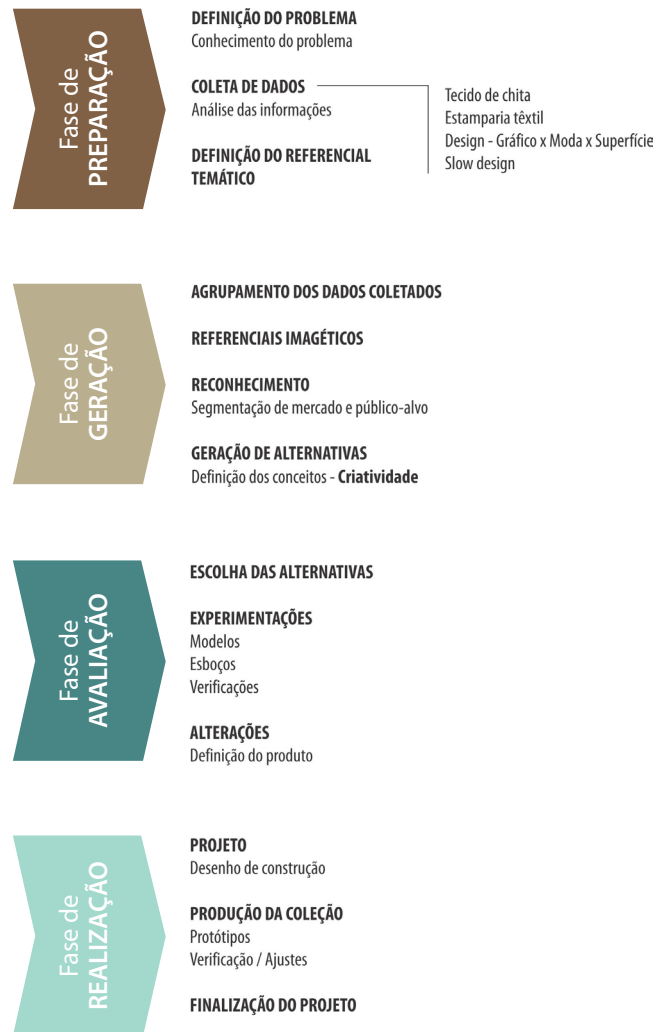 Fase de
PREPARAÇÃO
DEFINIÇÃO DO PROBLEMA
Conhecimento do problema
COLETA DE DADOS
Análise das informações
Tecido de chita
Estamparia têxtil
Design - Gráfico x Moda x Superfície
Slow design
DEFINIÇÃO DO REFERENCIAL
TEMÁTICO
Fase de
GERAÇÃO
AGRUPAMENTO DOS DADOS COLETADOS
REFERENCIAIS IMAGÉTICOS
RECONHECIMENTO
Segmentação de mercado e público-alvo
GERAÇÃO DE ALTERNATIVAS
Definição dos conceitos - Criatividade
Fase de
AVALIAÇÃO
ESCOLHA DAS ALTERNATIVAS
EXPERIMENTAÇÕES
Modelos
Esboços
Verificações
ALTERAÇÕES
Definição do produto
Fase de
REALIZAÇÃO
PROJETO
Desenho de construção
PRODUÇÃO DA COLEÇÃO
Protótipos
Verificação / Ajustes
FINALIZAÇÃO DO PROJETO